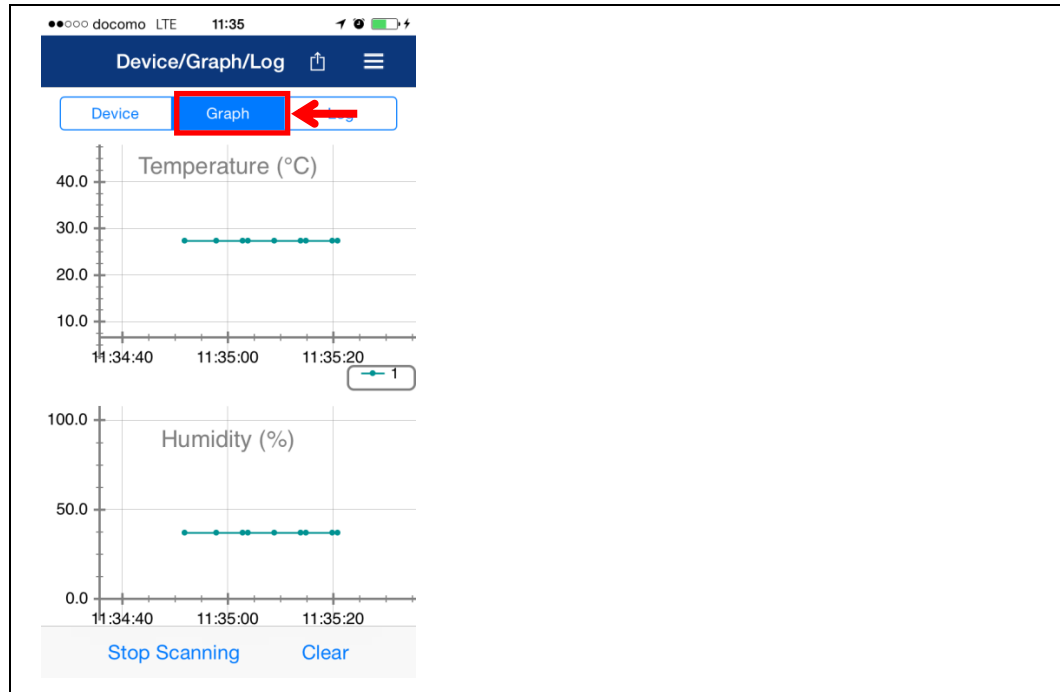 docomo LTE 11:35
Device/Graph/Log
Device Graph Log
Temperature (°C)
40.0
30.0
20.0
10.0
11:34:40 11:35:00 11:35:20
1
100.0
Humidity (%)
50.0
0.0
11:34:40 11:35:00 11:35:20
Stop Scanning Clear